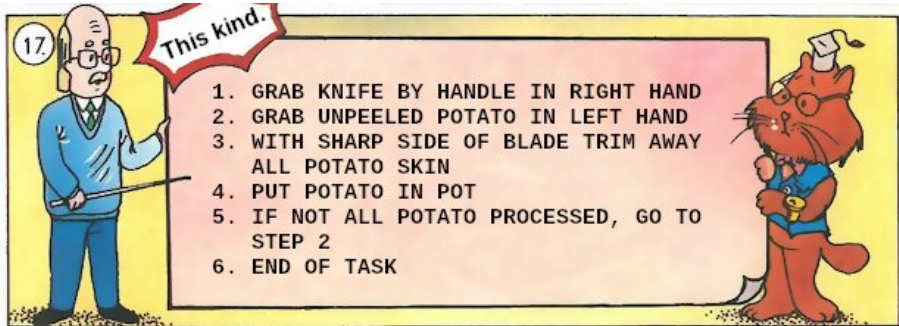 17.
This kind.
1. GRAB KNIFE BY HANDLE IN RIGHT HAND
2. GRAB UNPEELED POTATO IN LEFT HAND
3. WITH SHARP SIDE OF BLADE TRIM AWAY
ALL POTATO SKIN
4. PUT POTATO IN POT
5. IF NOT ALL POTATO PROCESSED, GO TO
STEP 2
6. END OF TASK